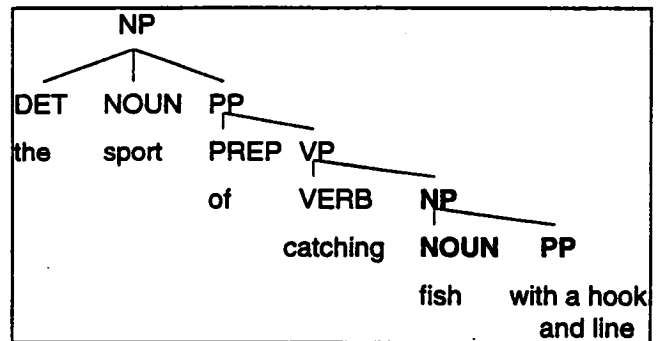 NP
DET NOUN PP
the sport PREP VP
of VERB NP
catching NOUN PP
fish with a hook
and line